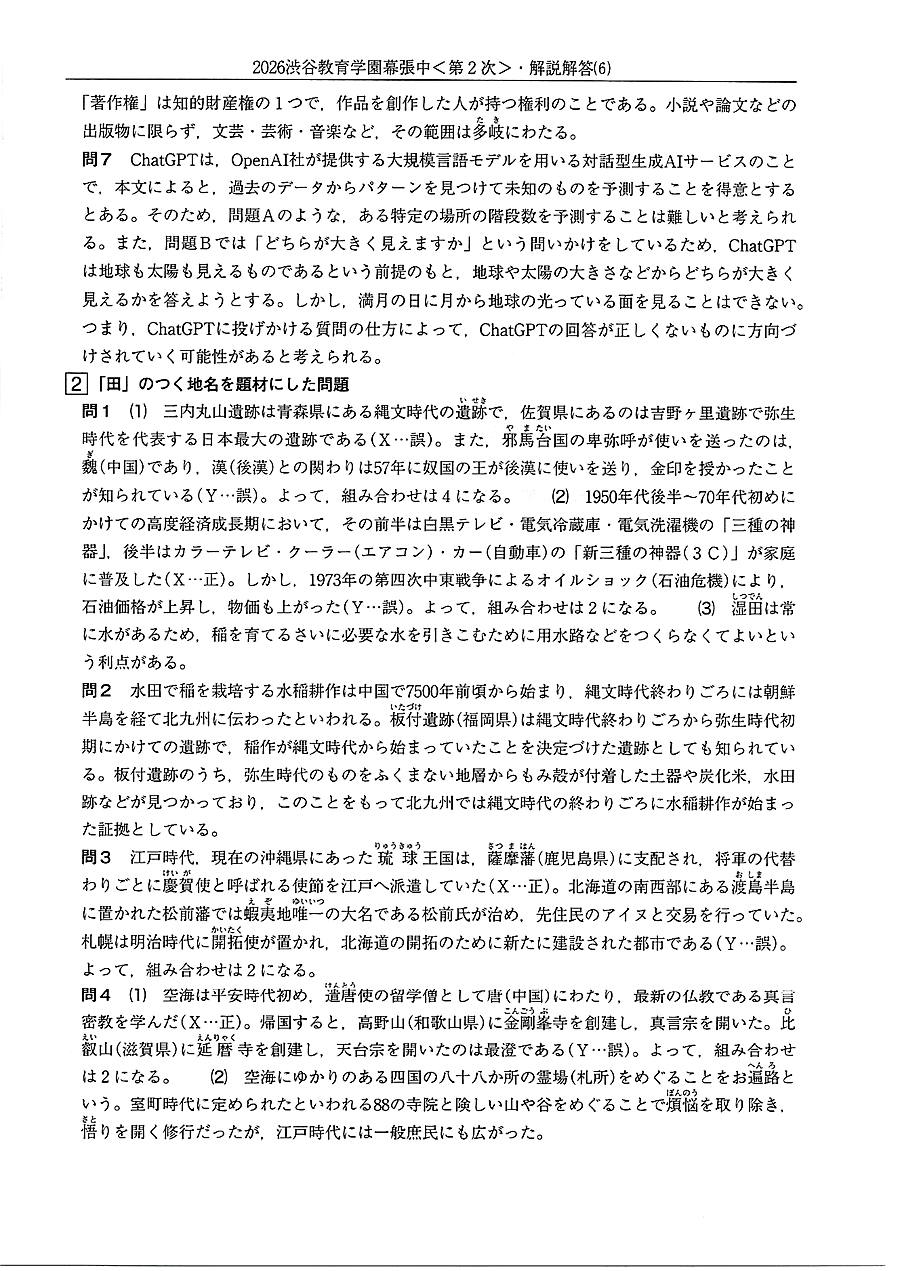 2026渋谷教育学園幕張中<第２次>・解説解答(6)
「著作権」は知的財産権の１つで，作品を創作した人が持つ権利のことである。小説や論文などの
出版物に限らず，文芸・芸術・音楽など，その範囲は多岐にわたる。
問７　ChatGPTは，OpenAI社が提供する大規模言語モデルを用いる対話型生成AIサービスのこと
で，本文によると，過去のデータからパターンを見つけて未知のものを予測することを得意とする
とある。そのため，問題Ａのような，ある特定の場所の階段数を予測することは難しいと考えられ
る。また，問題Ｂでは「どちらが大きく見えますか」という問いかけをしているため，ChatGPT
は地球も太陽も見えるものであるという前提のもと，地球や太陽の大きさなどからどちらが大きく
見えるかを答えようとする。しかし，満月の日に月から地球の光っている面を見ることはできない。
つまり，ChatGPTに投げかける質問の仕方によって，ChatGPTの回答が正しくないものに方向づ
けされていく可能性があると考えられる。
２「田」のつく地名を題材にした問題
問１　(1)　三内丸山遺跡は青森県にある縄文時代の遺跡で，佐賀県にあるのは吉野ヶ里遺跡で弥生
時代を代表する日本最大の遺跡である(Ｘ…誤)。また，邪馬台国の卑弥呼が使いを送ったのは，
魏(中国)であり，漢(後漢)との関わりは57年に奴国の王が後漢に使いを送り，金印を授かったこと
が知られている(Ｙ…誤)。よって，組み合わせは４になる。　(2)　1950年代後半～70年代初めに
かけての高度経済成長期において，その前半は白黒テレビ・電気冷蔵庫・電気洗濯機の「三種の神
器」，後半はカラーテレビ・クーラー(エアコン)・カー(自動車)の「新三種の神器(３Ｃ)」が家庭
に普及した(Ｘ…正)。しかし，1973年の第四次中東戦争によるオイルショック(石油危機)により，
石油価格が上昇し，物価も上がった(Ｙ…誤)。よって，組み合わせは２になる。　(3)　湿田は常
に水があるため，稲を育てるさいに必要な水を引きこむために用水路などをつくらなくてよいとい
う利点がある。
問２　水田で稲を栽培する水稲耕作は中国で7500年前頃から始まり，縄文時代終わりごろには朝鮮
半島を経て北九州に伝わったといわれる。板付遺跡(福岡県)は縄文時代終わりごろから弥生時代初
期にかけての遺跡で，稲作が縄文時代から始まっていたことを決定づけた遺跡としても知られてい
る。板付遺跡のうち，弥生時代のものをふくまない地層からもみ殻が付着した土器や炭化米，水田
跡などが見つかっており，このことをもって北九州では縄文時代の終わりごろに水稲耕作が始まっ
た証拠としている。
問３　江戸時代，現在の沖縄県にあった琉球王国は，薩摩藩(鹿児島県)に支配され，将軍の代替
わりごとに慶賀使と呼ばれる使節を江戸へ派遣していた(Ｘ…正)。北海道の南西部にある渡島半島
に置かれた松前藩では蝦夷地唯一の大名である松前氏が治め，先住民のアイヌと交易を行っていた。
札幌は明治時代に開拓使が置かれ，北海道の開拓のために新たに建設された都市である(Ｙ…誤)。
よって，組み合わせは２になる。
問４　(1)　空海は平安時代初め，遣唐使の留学僧として唐(中国)にわたり，最新の仏教である真言
密教を学んだ(Ｘ…正)。帰国すると，高野山(和歌山県)に金剛峯寺を創建し，真言宗を開いた。比
叡山(滋賀県)に延暦寺を創建し，天台宗を開いたのは最澄である(Ｙ…誤)。よって，組み合わせ
は２になる。　(2)　空海にゆかりのある四国の八十八か所の霊場(札所)をめぐることをお遍路と
いう。室町時代に定められたといわれる88の寺院と険しい山や谷をめぐることで煩悩を取り除き，
悟りを開く修行だったが，江戸時代には一般庶民にも広がった。